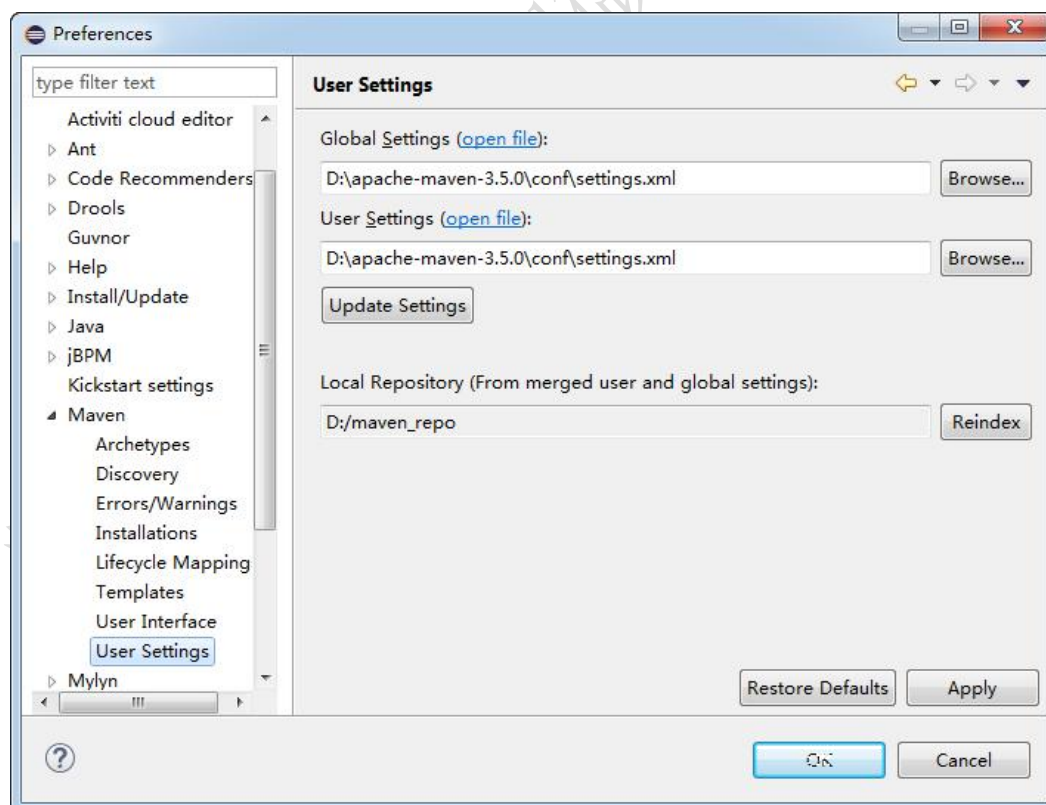 Preferences
type filter text
Activiti cloud editor
Ant
Code Recommenders
Drools
Guvnor
Help
Install/Update
Java
jBPM
Kickstart settings
Maven
Archetypes
Discovery
Errors/Warnings
Installations
Lifecycle Mapping
Templates
User Interface
User Settings
Mylyn
User Settings
Global Settings (open file):
D:\apache-maven-3.5.0\conf\settings.xml
Browse...
User Settings (open file):
D:\apache-maven-3.5.0\conf\settings.xml
Browse...
Update Settings
Local Repository (From merged user and global settings):
D:/maven_repo
Reindex
Restore Defaults
Apply
OK
Cancel